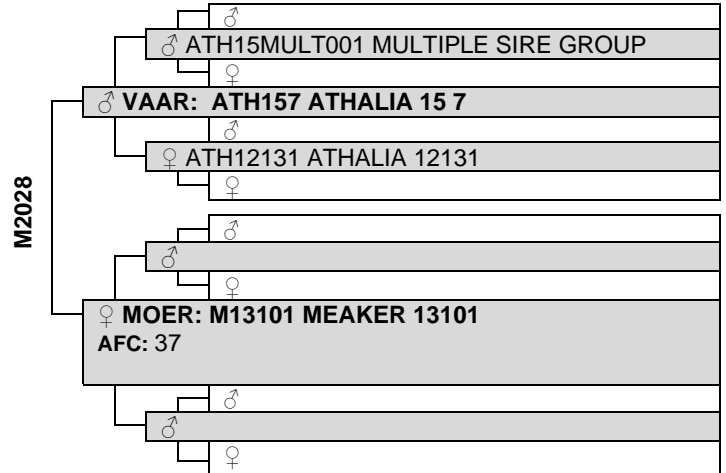 M2028
♂
♂ ATH15MULT001 MULTIPLE SIRE GROUP
♀
♂ VAAR: ATH157 ATHALIA 15 7
♂
♀ ATH12131 ATHALIA 12131
♀
♂
♂
♀
♀ MOER: M13101 MEAKER 13101
AFC: 37
♂
♂
♀